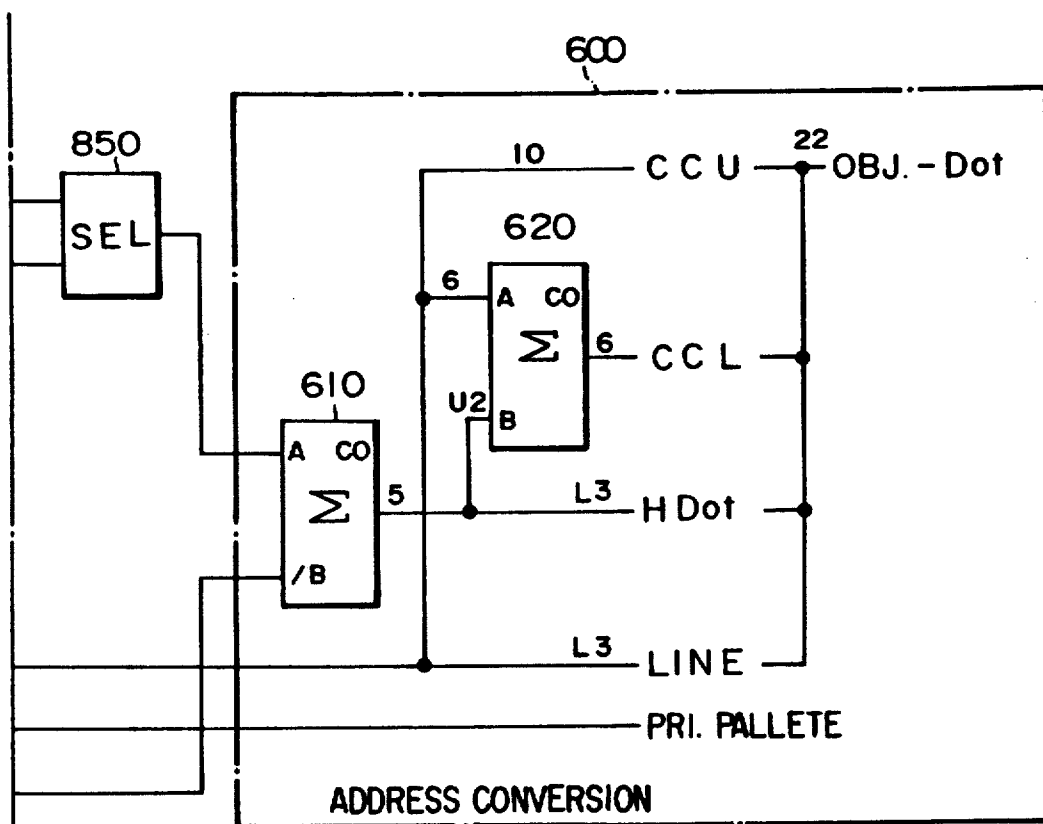 600
850
SEL
10
CCU
22
OBJ.-Dot
620
6
A
CO
Σ
6
CCL
U2
B
610
A
CO
Σ
5
/B
L3
H Dot
L3
LINE
PRI. PALLETE
ADDRESS CONVERSION